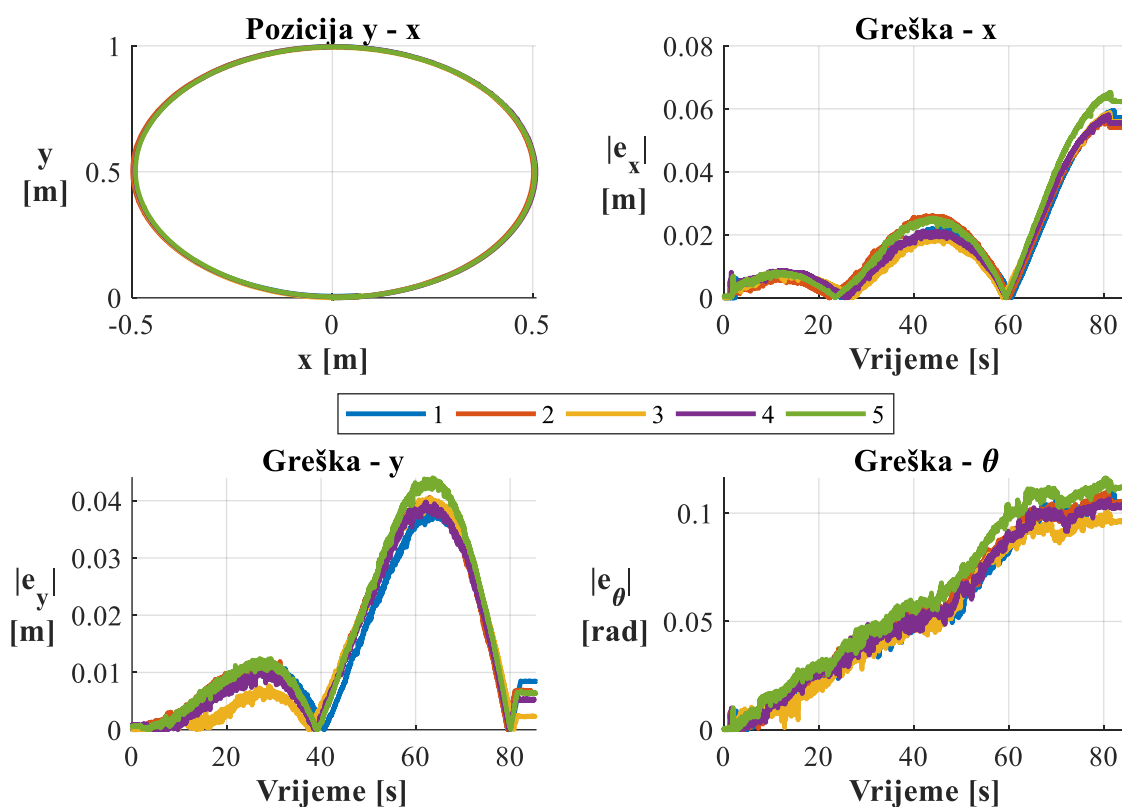 Pozicija y - x
1
0.5
0
y
[m]
-0.5 0 0.5
x [m]
Greška - x
0.08
0.06
0.04
0.02
0
|e_x|
[m]
0 20 40 60 80
Vrijeme [s]
1 2 3 4 5
Greška - y
0.04
0.03
0.02
0.01
0
|e_y|
[m]
0 20 40 60 80
Vrijeme [s]
Greška - θ
0.1
0.05
0
|e_θ|
[rad]
0 20 40 60 80
Vrijeme [s]